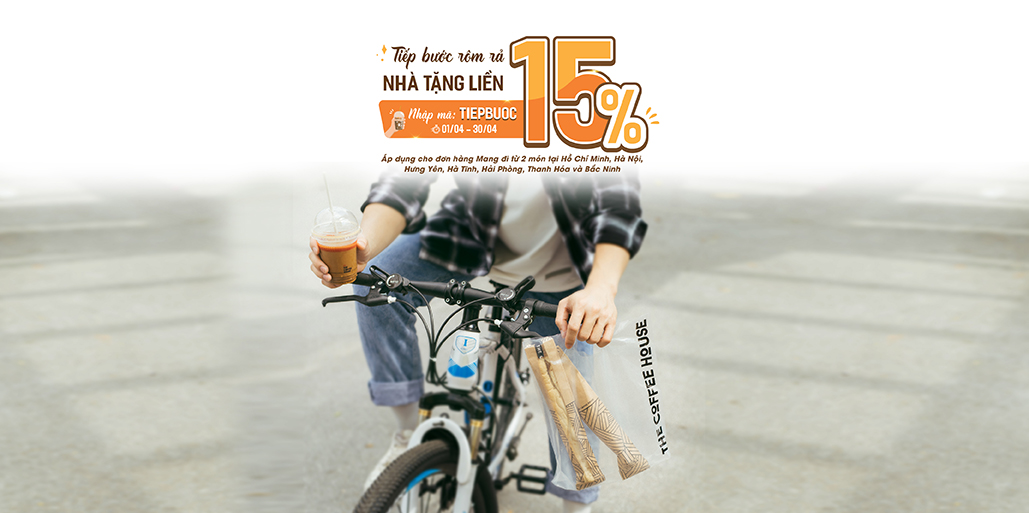 Tiếp bước rôm rả
NHÀ TẶNG LIỀN
15%
Nhập mã: TIEPBUOC
01/04 – 30/04
Áp dụng cho đơn hàng Mang đi từ 2 món tại Hồ Chí Minh, Hà Nội,
Hưng Yên, Hà Tĩnh, Hải Phòng, Thanh Hóa và Bắc Ninh
THE COFFEE HOUSE